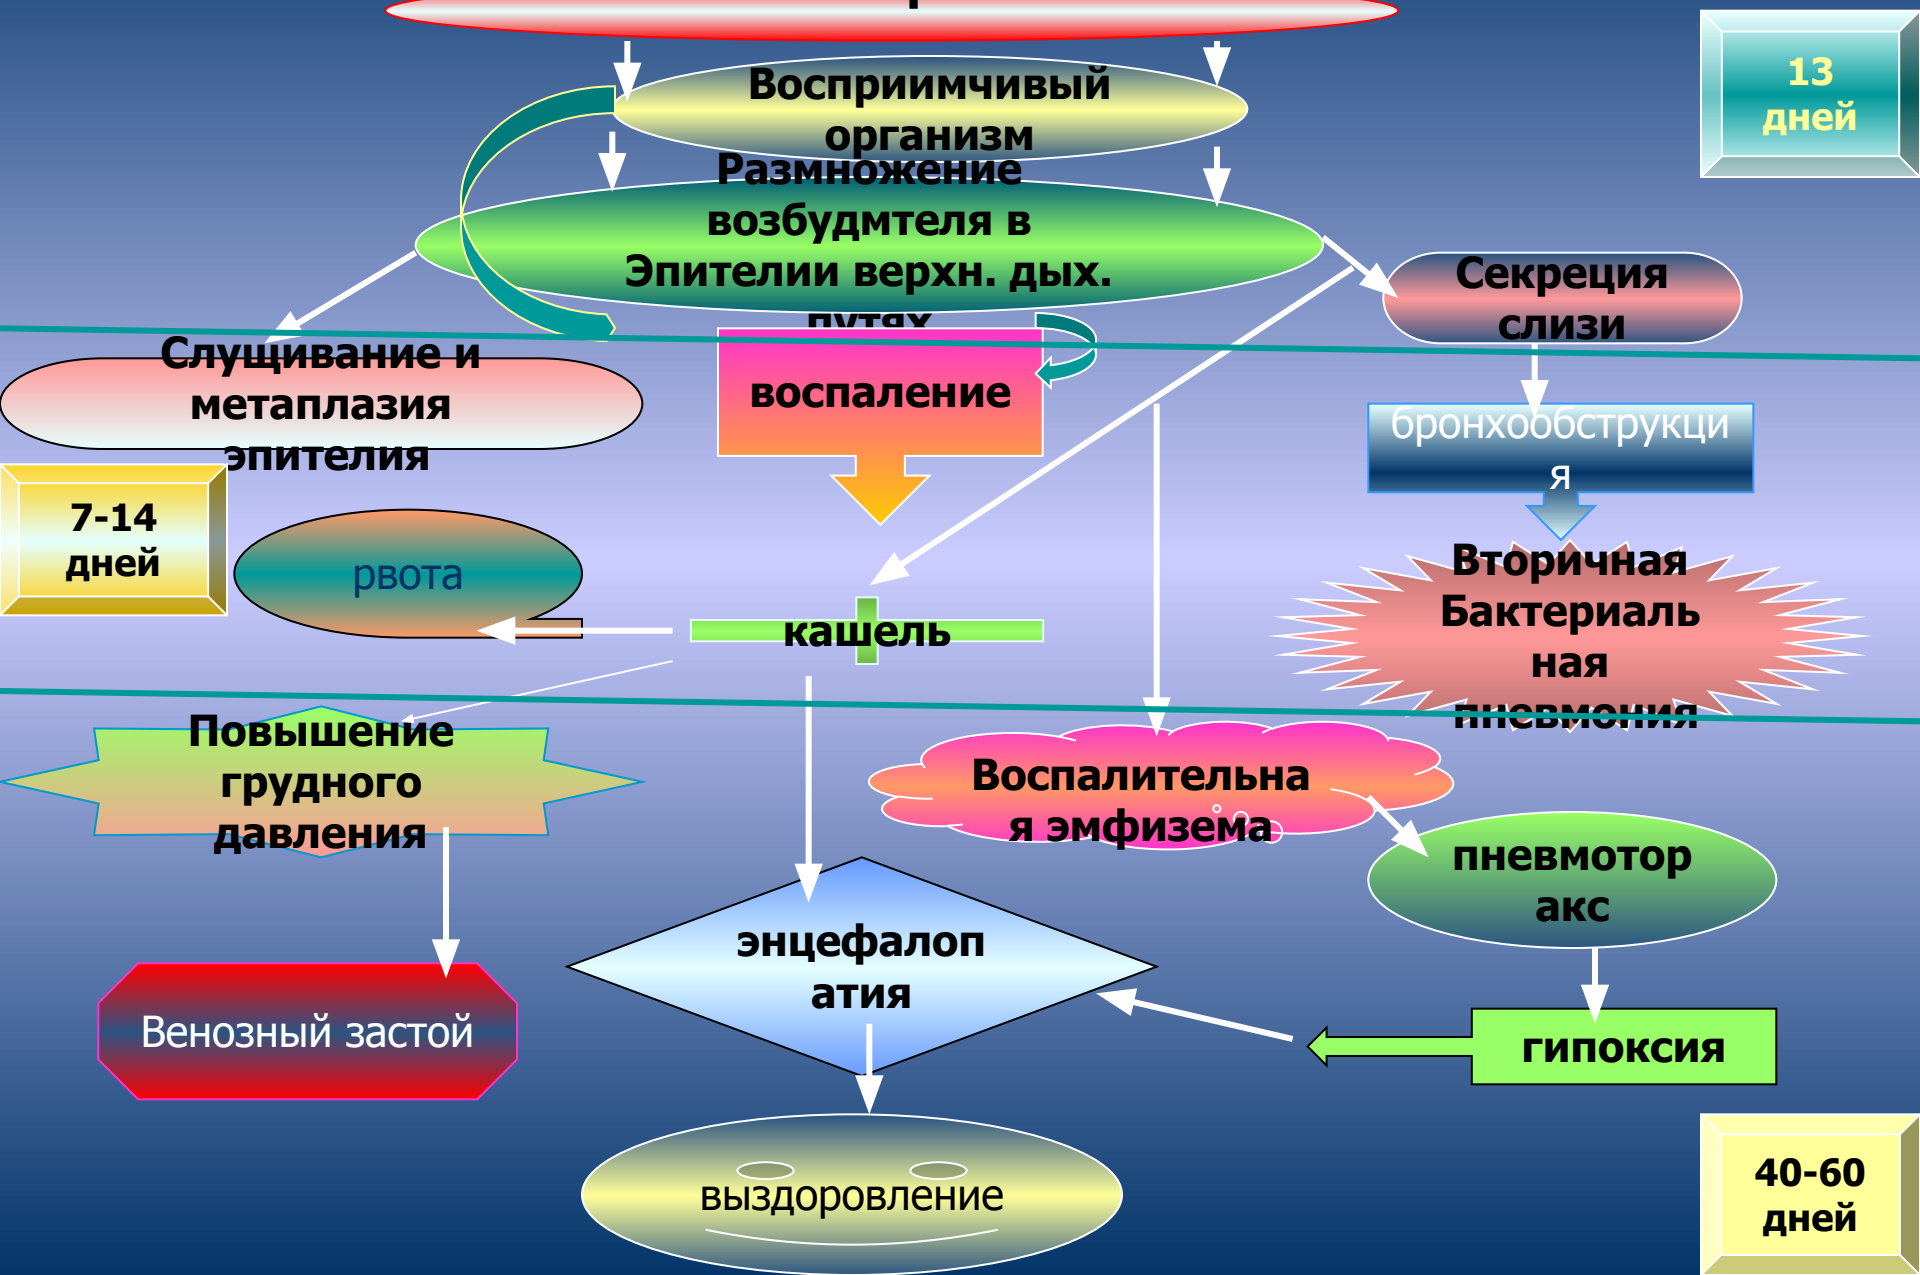 Восприимчивый
организм
13
дней
Размножение
возбудмтеля в
Эпителии верхн. дых.
путях
Секреция
слизи
Слущивание и
метаплазия
эпителия
воспаление
бронхообструкци
я
7-14
дней
рвота
кашель
Вторичная
Бактериаль
ная
пневмония
Повышение
грудного
давления
Воспалительна
я эмфизема
пневмотор
акс
энцефалоп
атия
Венозный застой
гипоксия
выздоровление
40-60
дней